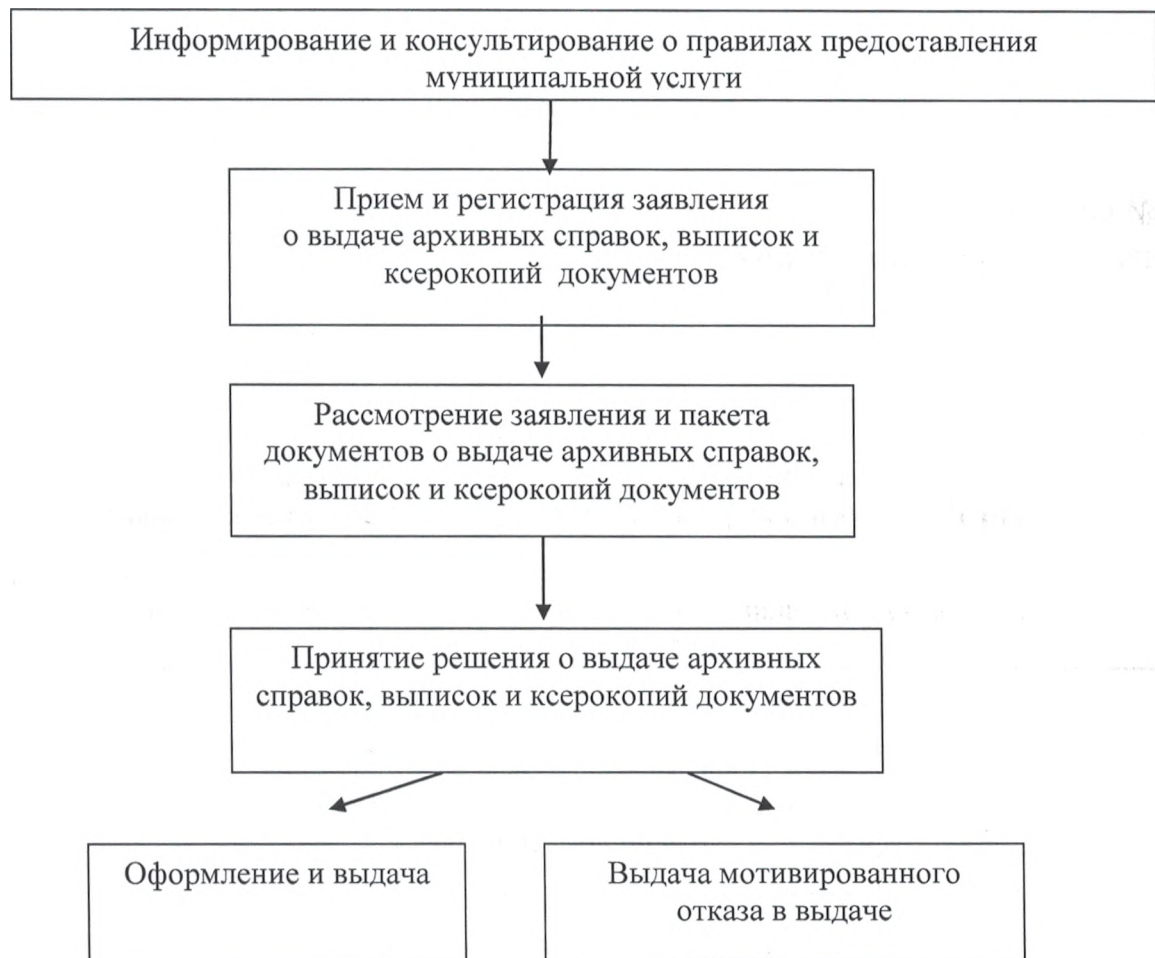 Информирование и консультирование о правилах предоставления
муниципальной услуги
Прием и регистрация заявления
о выдаче архивных справок, выписок и
ксерокопий документов
Рассмотрение заявления и пакета
документов о выдаче архивных справок,
выписок и ксерокопий документов
Принятие решения о выдаче архивных
справок, выписок и ксерокопий документов
Оформление и выдача
Выдача мотивированного
отказа в выдаче